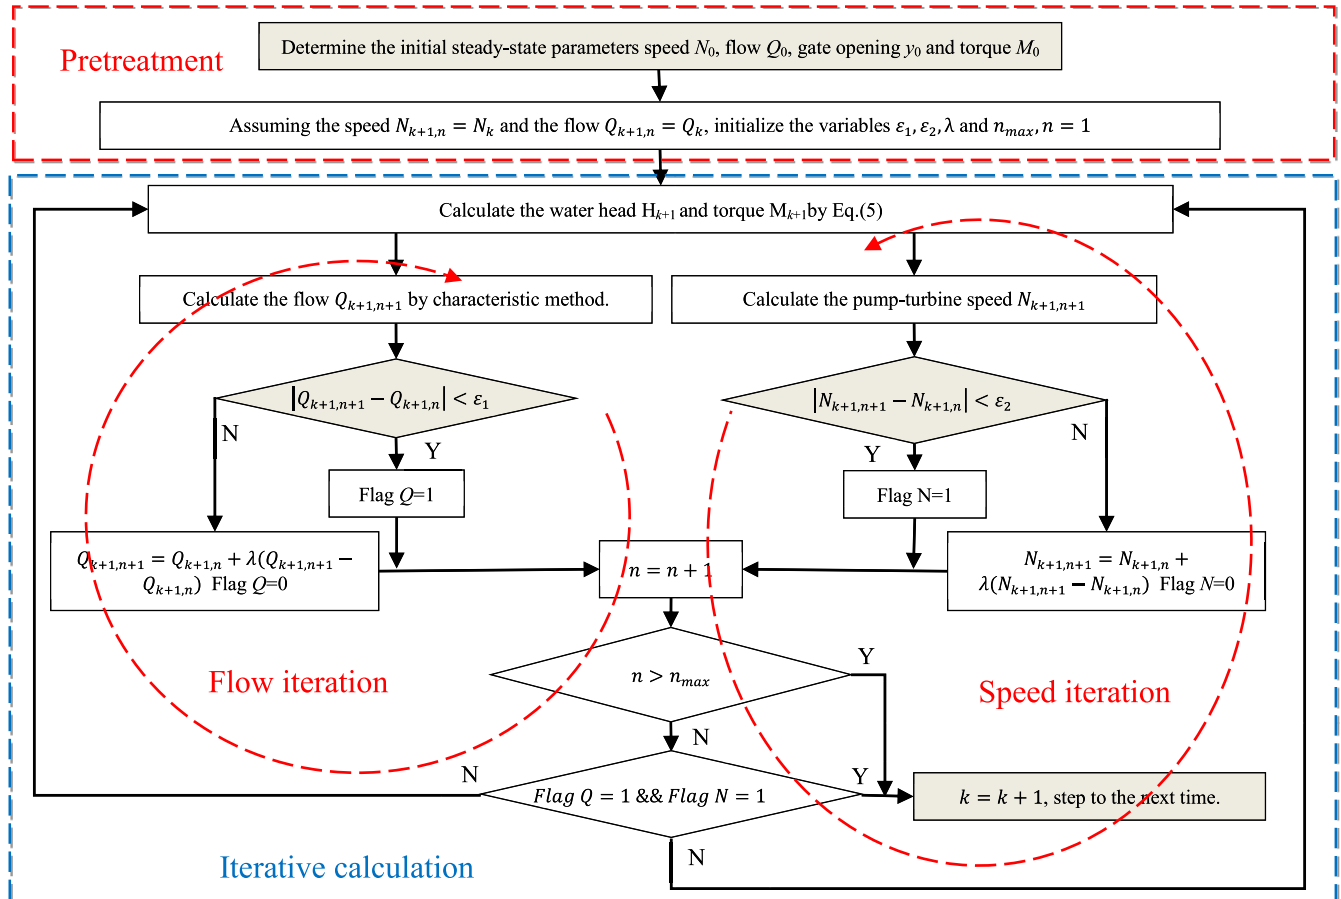 Pretreatment
Determine the initial steady-state parameters speed N₀, flow Q₀, gate opening y₀ and torque M₀
Assuming the speed Nₖ₊₁,ₙ = Nₖ and the flow Qₖ₊₁,ₙ = Qₖ, initialize the variables ε₁, ε₂, λ and nₘₐₓ, n = 1
Calculate the water head Hₖ₊₁ and torque Mₖ₊₁by Eq.(5)
Calculate the flow Qₖ₊₁,ₙ₊₁ by characteristic method.
Calculate the pump-turbine speed Nₖ₊₁,ₙ₊₁
|Qₖ₊₁,ₙ₊₁ − Qₖ₊₁,ₙ| < ε₁
|Nₖ₊₁,ₙ₊₁ − Nₖ₊₁,ₙ| < ε₂
N
Y
Y
N
Flag Q=1
Flag N=1
Qₖ₊₁,ₙ₊₁ = Qₖ₊₁,ₙ + λ(Qₖ₊₁,ₙ₊₁ −
Qₖ₊₁,ₙ) Flag Q=0
n = n + 1
Nₖ₊₁,ₙ₊₁ = Nₖ₊₁,ₙ +
λ(Nₖ₊₁,ₙ₊₁ − Nₖ₊₁,ₙ) Flag N=0
Flow iteration
n > nₘₐₓ
Y
Speed iteration
N
N
Flag Q = 1 && Flag N = 1
Y
k = k + 1, step to the next time.
N
Iterative calculation